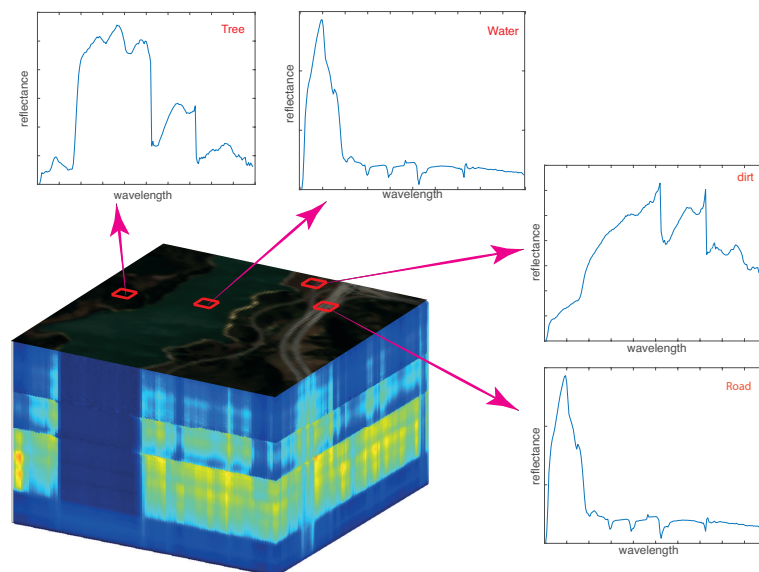 Tree
reflectance
wavelength
Water
reflectance
wavelength
dirt
reflectance
wavelength
Road
reflectance
wavelength